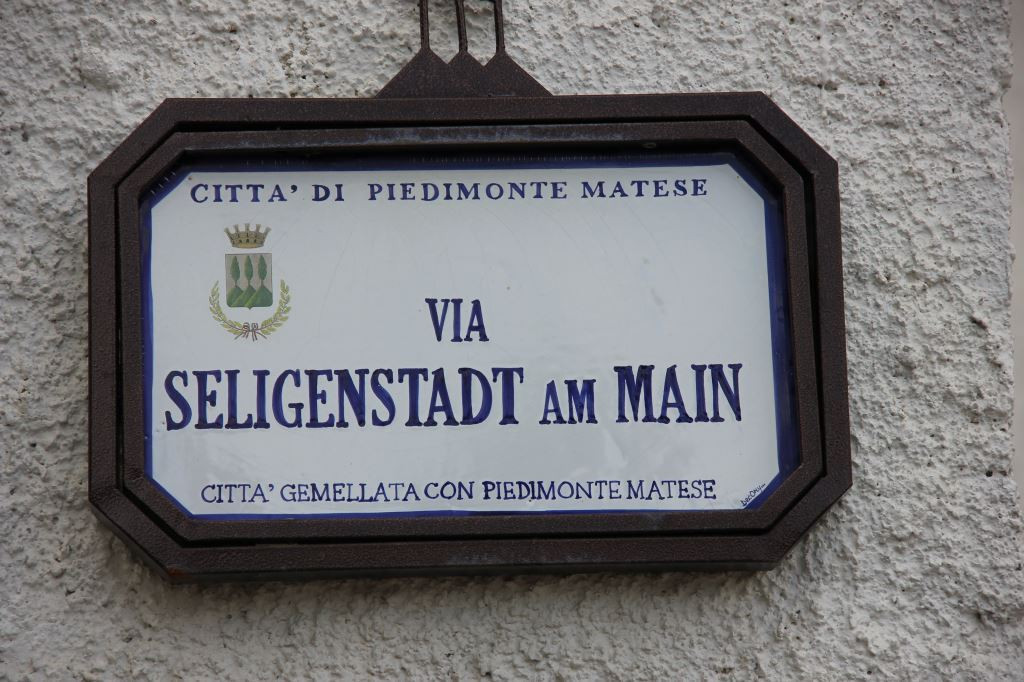 CITTA' DI PIEDIMONTE MATESE
VIA
SELIGENSTADT AM MAIN
CITTA' GEMELLATA CON PIEDIMONTE MATESE